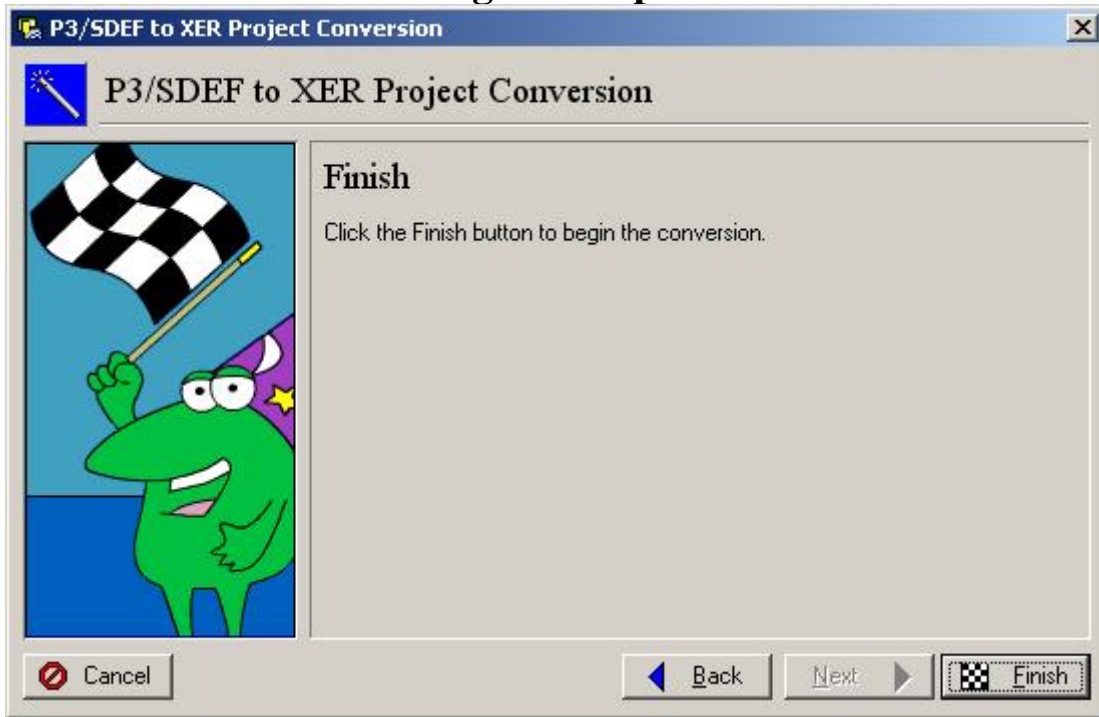 P3/SDEF to XER Project Conversion
P3/SDEF to XER Project Conversion
Finish
Click the Finish button to begin the conversion.
Cancel
Back
Next
Finish